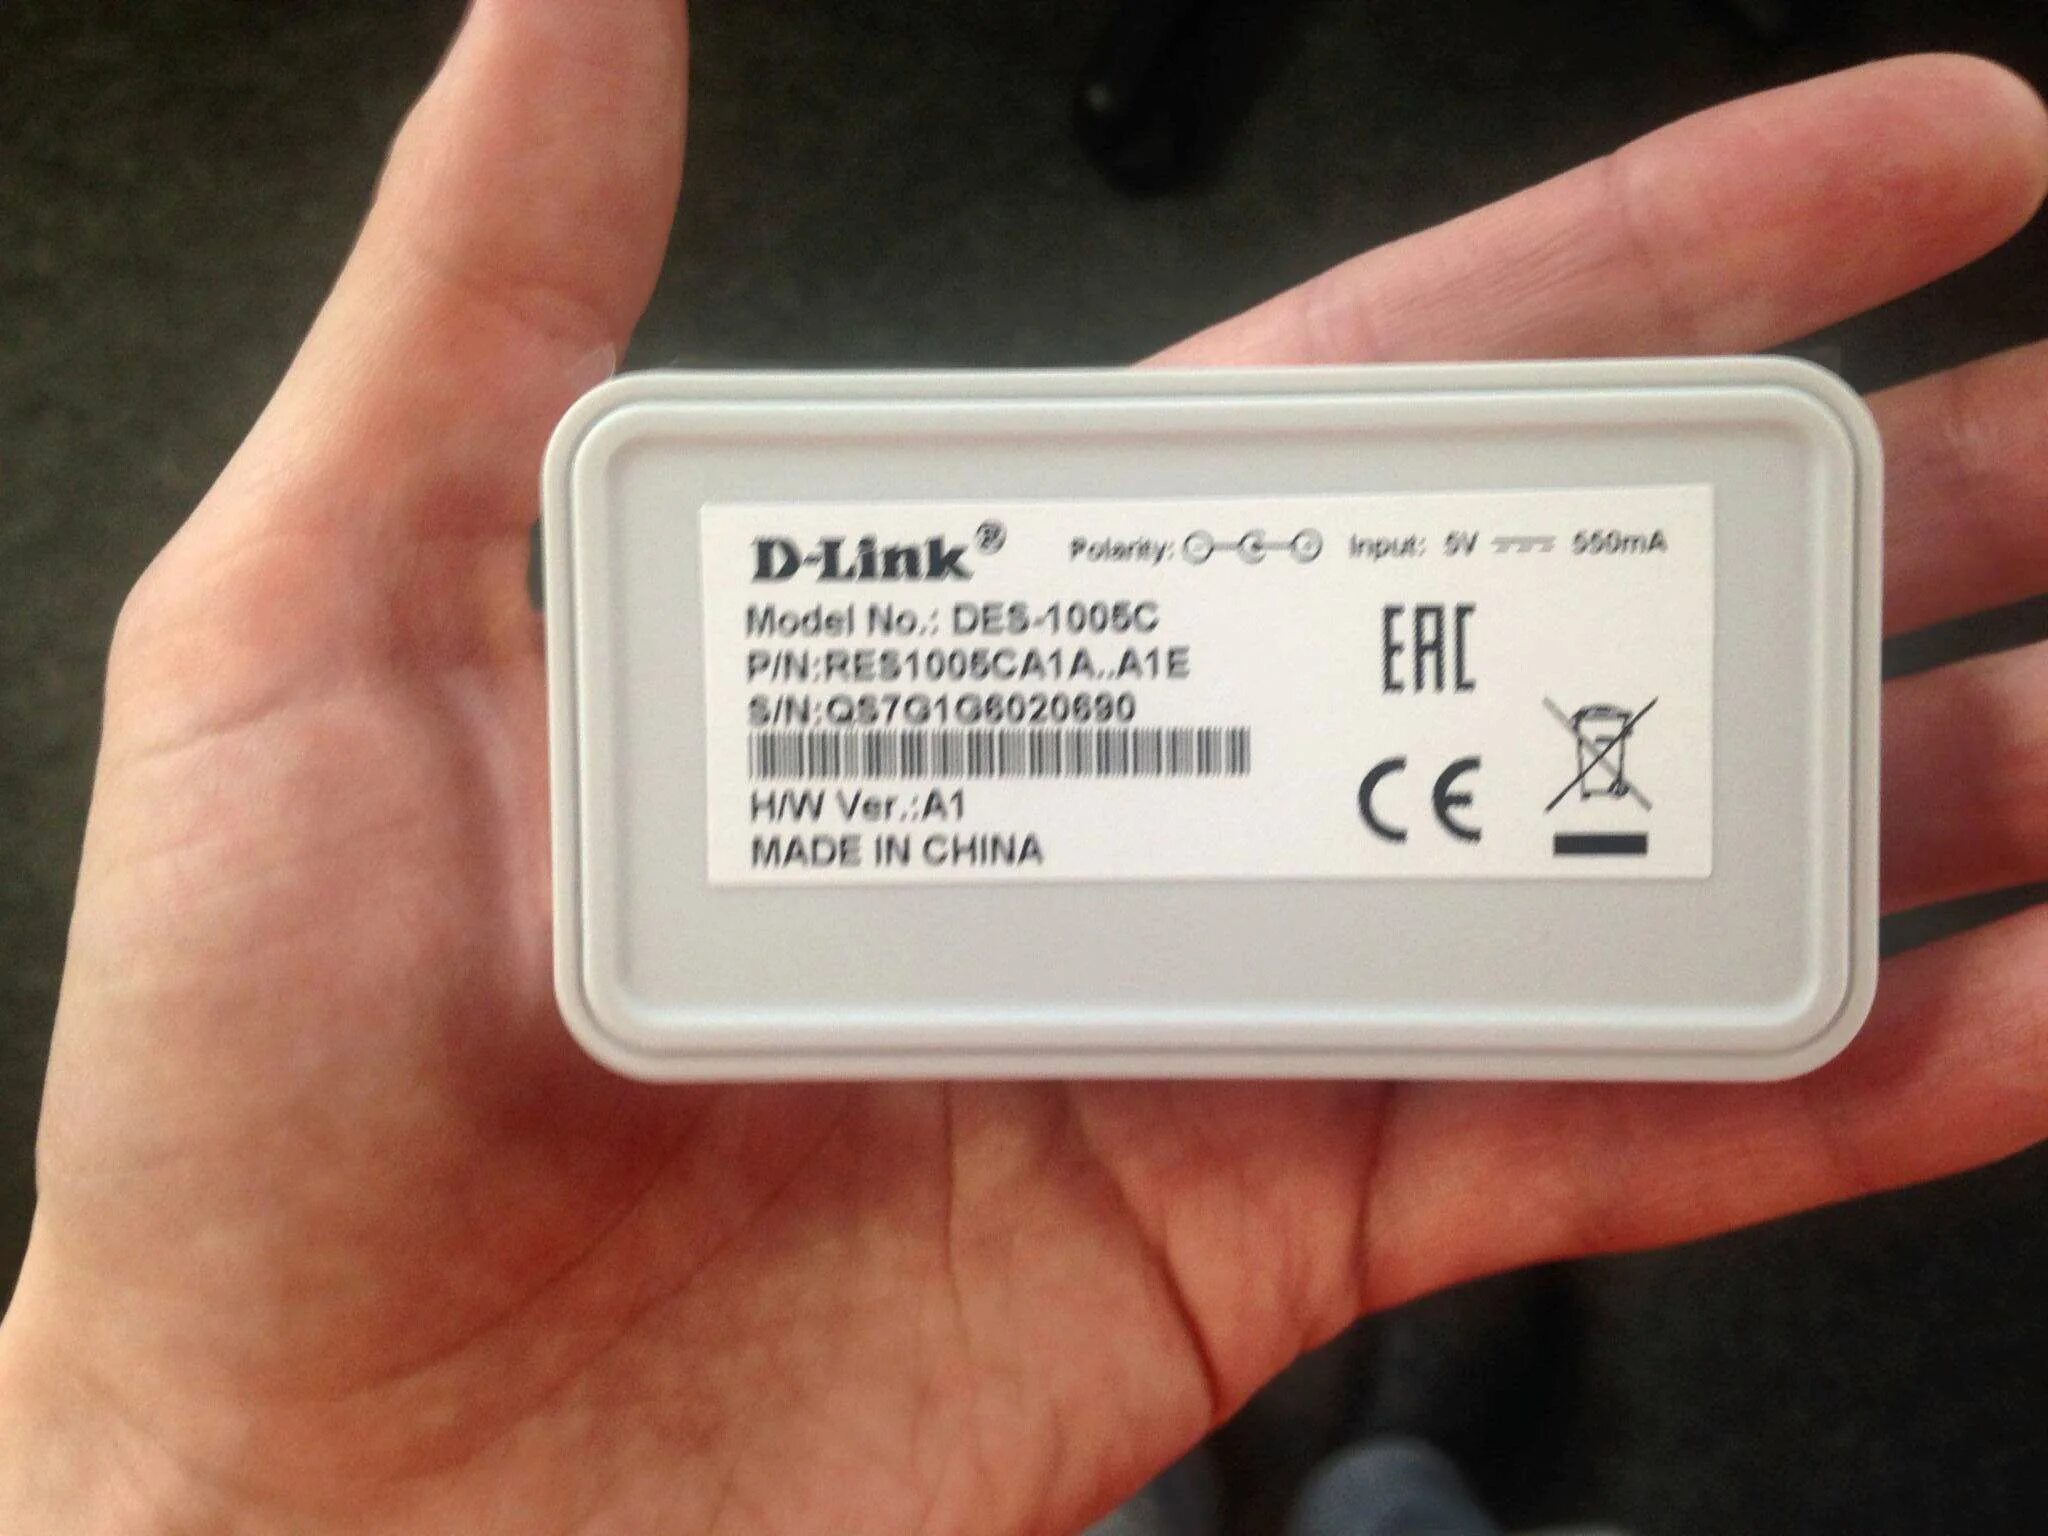 D-Link® Polarity: Input: 5V 550mA
Model No.: DES-1005C
P/N:RES1005CA1A..A1E
S/N:QS7G1G6020690
H/W Ver.:A1
MADE IN CHINA
EAC
CE